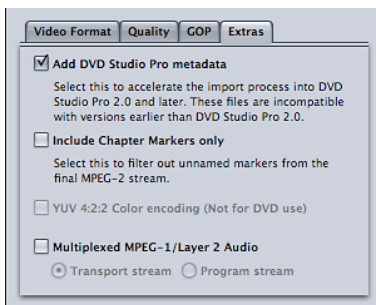 Video Format Quality GOP Extras
Add DVD Studio Pro metadata
Select this to accelerate the import process into DVD
Studio Pro 2.0 and later. These files are incompatible
with versions earlier than DVD Studio Pro 2.0.
Include Chapter Markers only
Select this to filter out unnamed markers from the
final MPEG-2 stream.
YUV 4:2:2 Color encoding (Not for DVD use)
Multiplexed MPEG-1/Layer 2 Audio
Transport stream Program stream